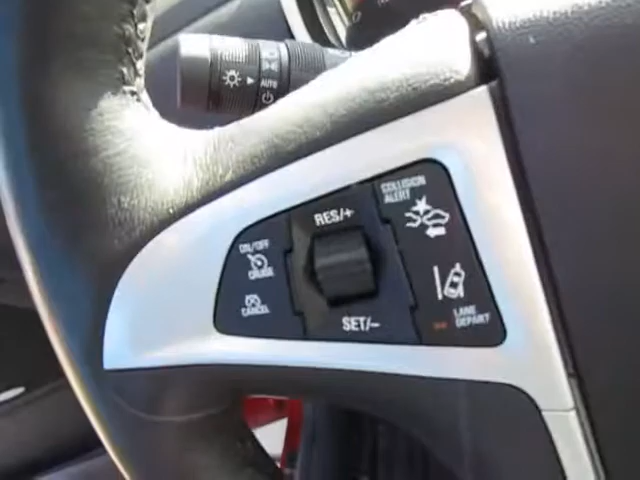 AUTO
COLLISION
ALERT
RES/+
ON/OFF
CRUISE
CANCEL
SET/-
LANE
DEPART